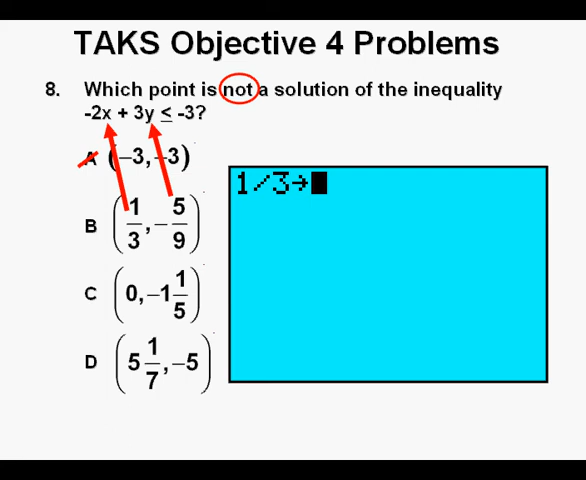 TAKS Objective 4 Problems
8. Which point is not a solution of the inequality
-2x + 3y ≤ -3?
A (–3, –3)
B (1/3, –5/9)
C (0, –1 1/5)
D (5 1/7, –5)
1/3→